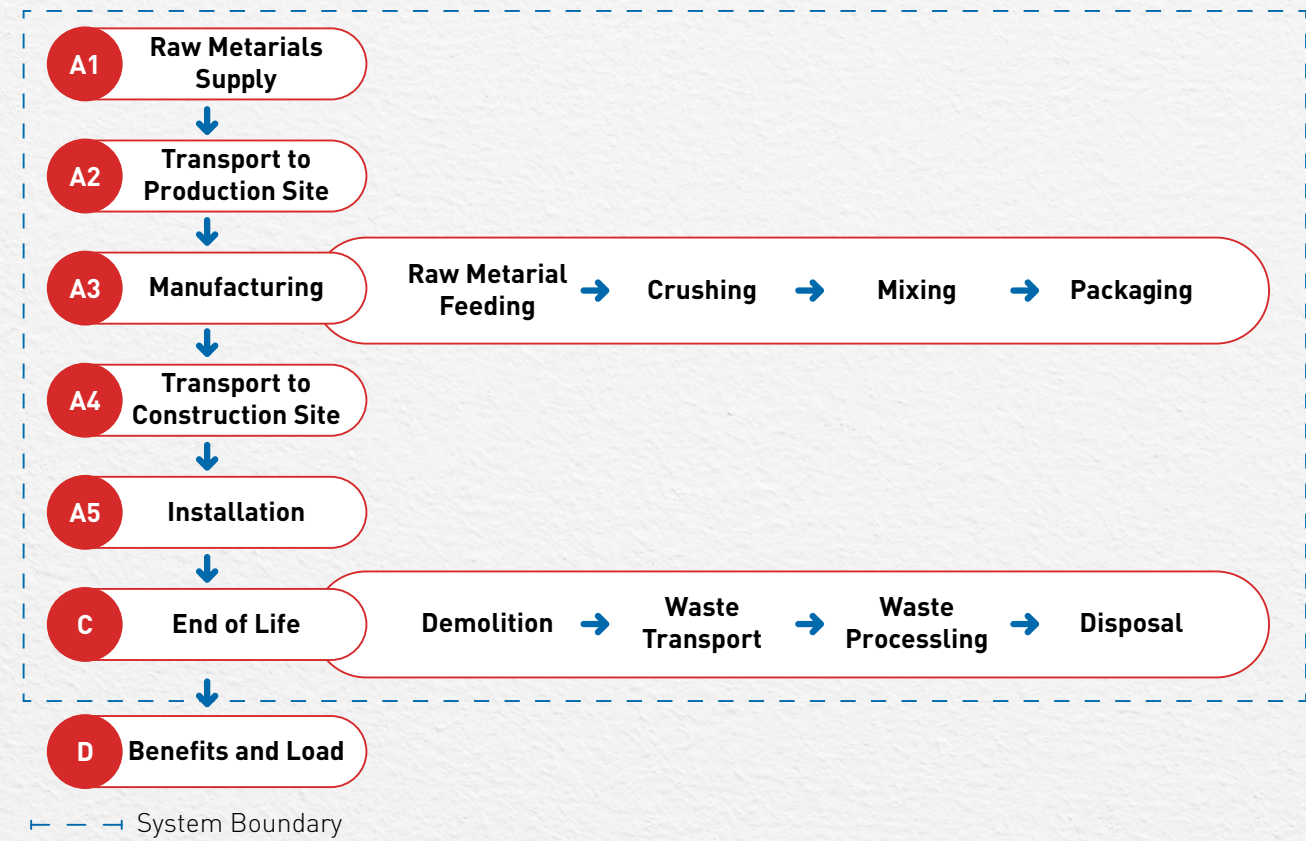 A1
Raw Metarials
Supply
A2
Transport to
Production Site
A3
Manufacturing
Raw Metarial
Feeding
Crushing
Mixing
Packaging
A4
Transport to
Construction Site
A5
Installation
C
End of Life
Demolition
Waste
Transport
Waste
Processling
Disposal
D
Benefits and Load
System Boundary